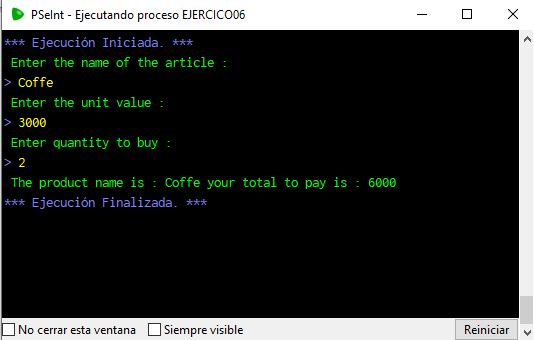 PSeInt - Ejecutando proceso EJERCICO06
*** Ejecución Iniciada. ***
Enter the name of the article :
> Coffe
Enter the unit value :
> 3000
Enter quantity to buy :
> 2
The product name is : Coffe your total to pay is : 6000
*** Ejecución Finalizada. ***
No cerrar esta ventana Siempre visible Reiniciar